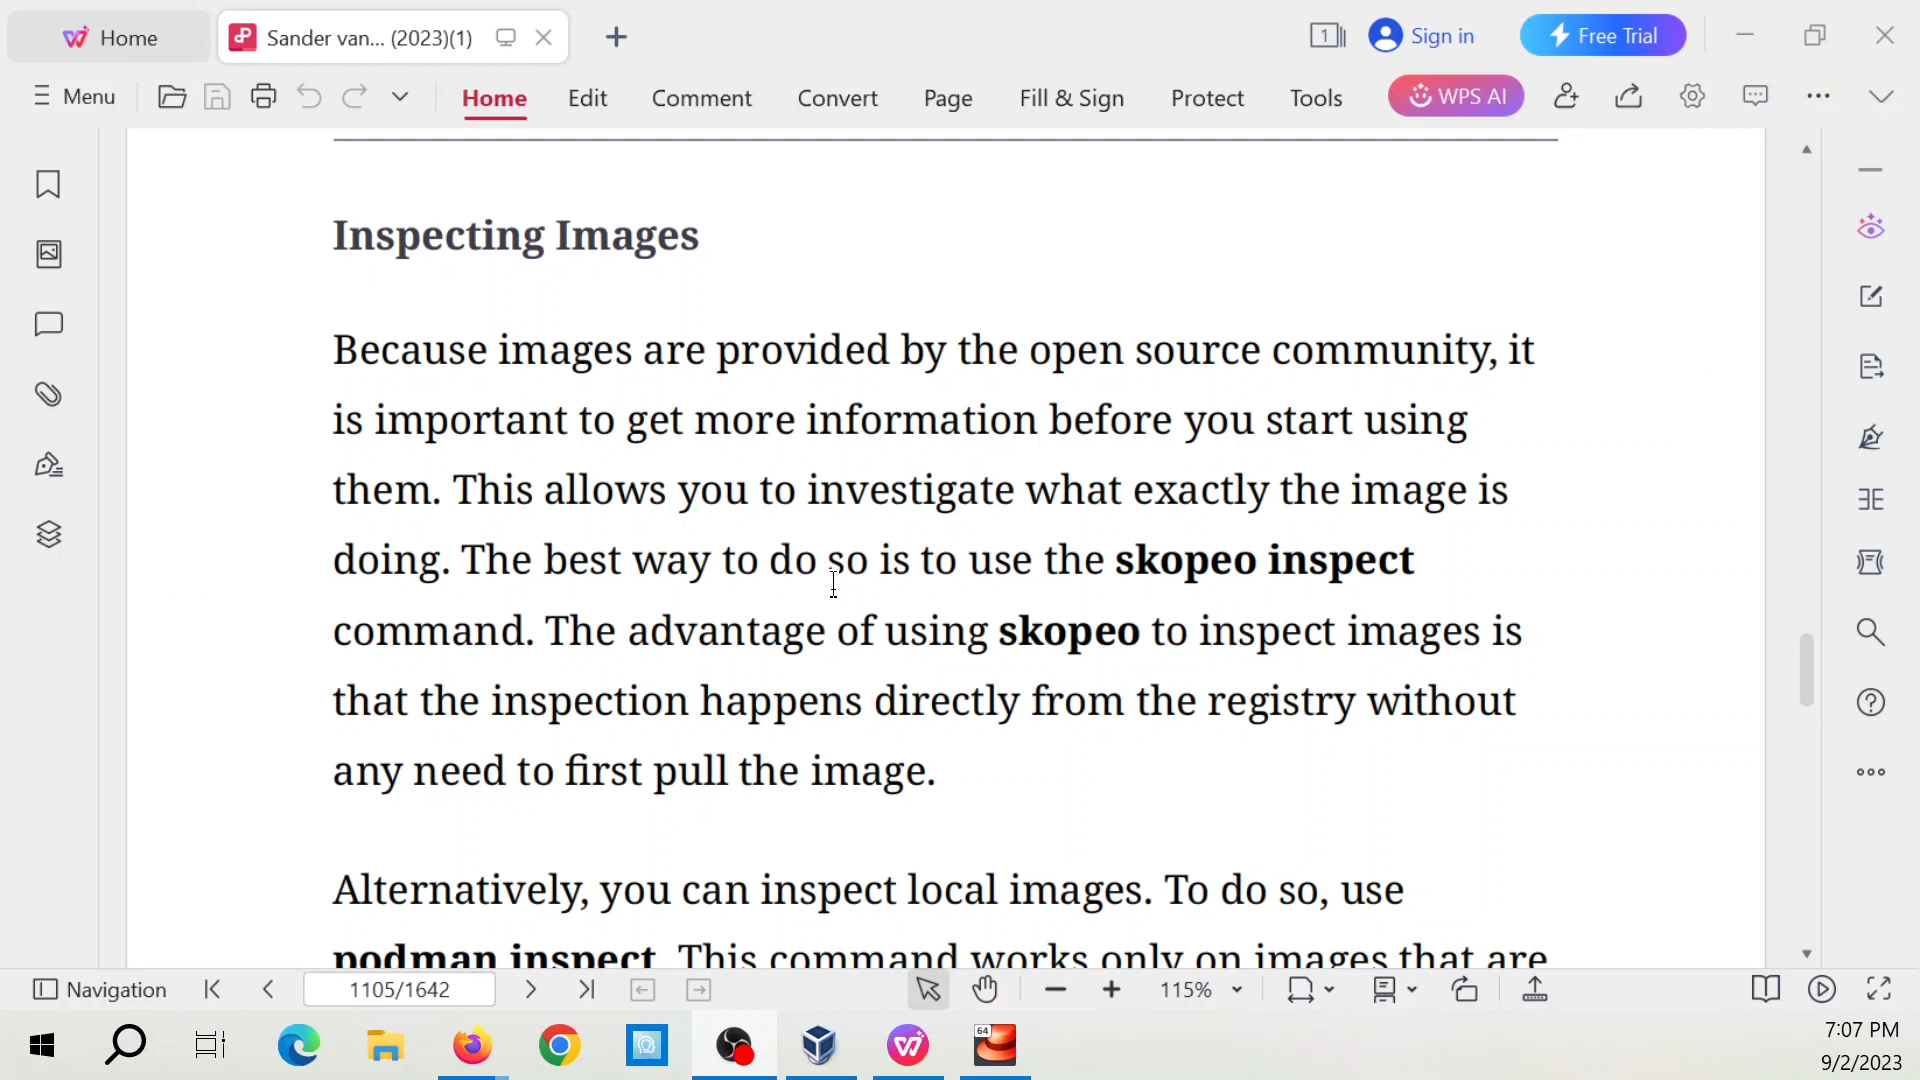 Home
Sander van... (2023)(1)
1
Sign in
Free Trial
Menu
Home
Edit
Comment
Convert
Page
Fill & Sign
Protect
Tools
WPS AI
Inspecting Images
Because images are provided by the open source community, it
is important to get more information before you start using
them. This allows you to investigate what exactly the image is
doing. The best way to do so is to use the skopeo inspect
command. The advantage of using skopeo to inspect images is
that the inspection happens directly from the registry without
any need to first pull the image.
Alternatively, you can inspect local images. To do so, use
podman inspect. This command works only on images that are
Navigation
1105/1642
115%
64
7:07 PM
9/2/2023